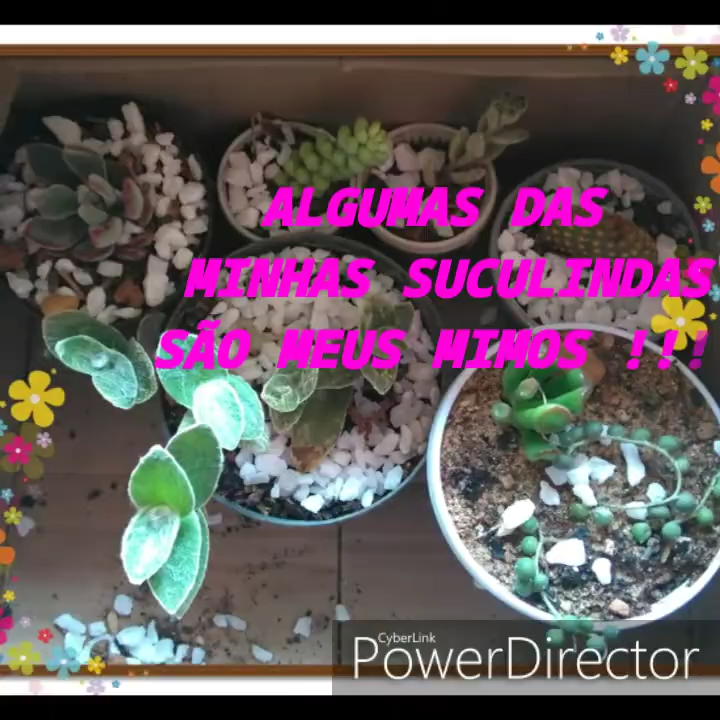 ALGUMAS DAS
MINHAS SUCULINDAS
SÃO MEUS MIMOS !!!
CyberLink
PowerDirector